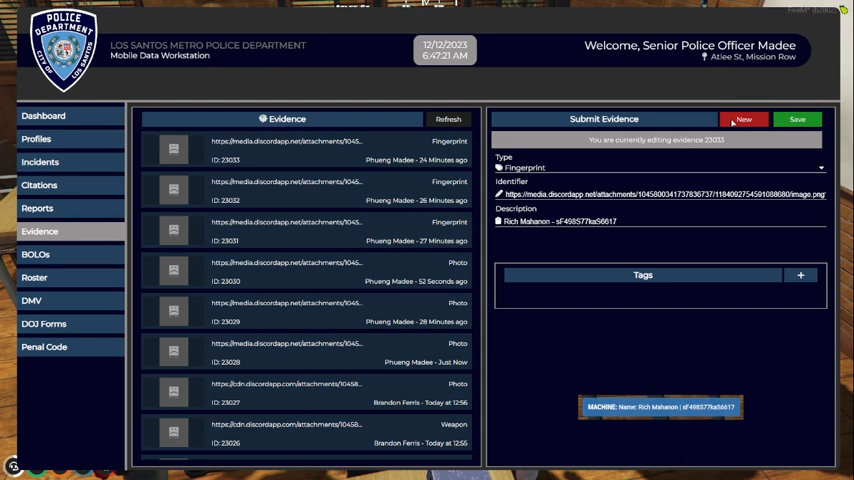 FiveM® (b2802)
POLICE
DEPARTMENT
CITY OF
LOS SANTOS
LOS SANTOS METRO POLICE DEPARTMENT
Mobile Data Workstation
12/12/2023
6:47:21 AM
Welcome, Senior Police Officer Madee
Atlee St, Mission Row
Dashboard
Profiles
Incidents
Citations
Reports
Evidence
BOLOs
Roster
DMV
DOJ Forms
Penal Code
Evidence
Refresh
https://media.discordapp.net/attachments/1045... Fingerprint
ID: 23033 Phueng Madee - 24 Minutes ago
https://media.discordapp.net/attachments/1045... Fingerprint
ID: 23032 Phueng Madee - 26 Minutes ago
https://media.discordapp.net/attachments/1045... Fingerprint
ID: 23031 Phueng Madee - 27 Minutes ago
https://media.discordapp.net/attachments/1045... Photo
ID: 23030 Phueng Madee - 52 Seconds ago
https://media.discordapp.net/attachments/1045... Photo
ID: 23029 Phueng Madee - 28 Minutes ago
https://media.discordapp.net/attachments/1045... Photo
ID: 23028 Phueng Madee - Just Now
https://cdn.discordapp.com/attachments/10458... Photo
ID: 23027 Brandon Ferris - Today at 12:56
https://cdn.discordapp.com/attachments/10458... Weapon
ID: 23026 Brandon Ferris - Today at 12:55
Submit Evidence
New
Save
You are currently editing evidence 23033
Type
Fingerprint
Identifier
https://media.discordapp.net/attachments/1045800341737836737/1184092754591088680/image.png
Description
Rich Mahanon - sF498S77kaS6617
Tags
+
MACHINE: Name: Rich Mahanon | sF498S77kaS6617